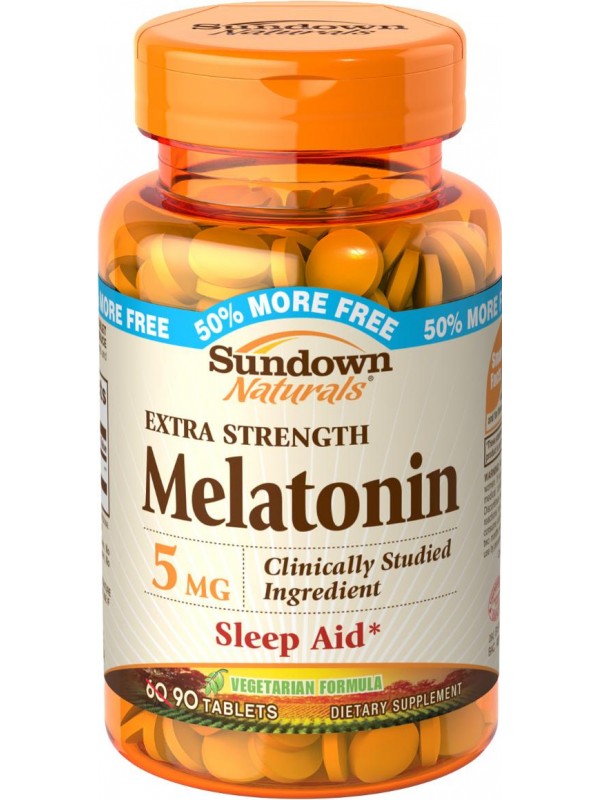 Sundown
Naturals
MORE FREE
50% MORE FREE
50% MORE
Sundown
Naturals®
EXTRA STRENGTH
Melatonin
5 MG
Clinically Studied
Ingredient
Sleep Aid*
VEGETARIAN FORMULA
60 90 TABLETS
DIETARY SUPPLEMENT